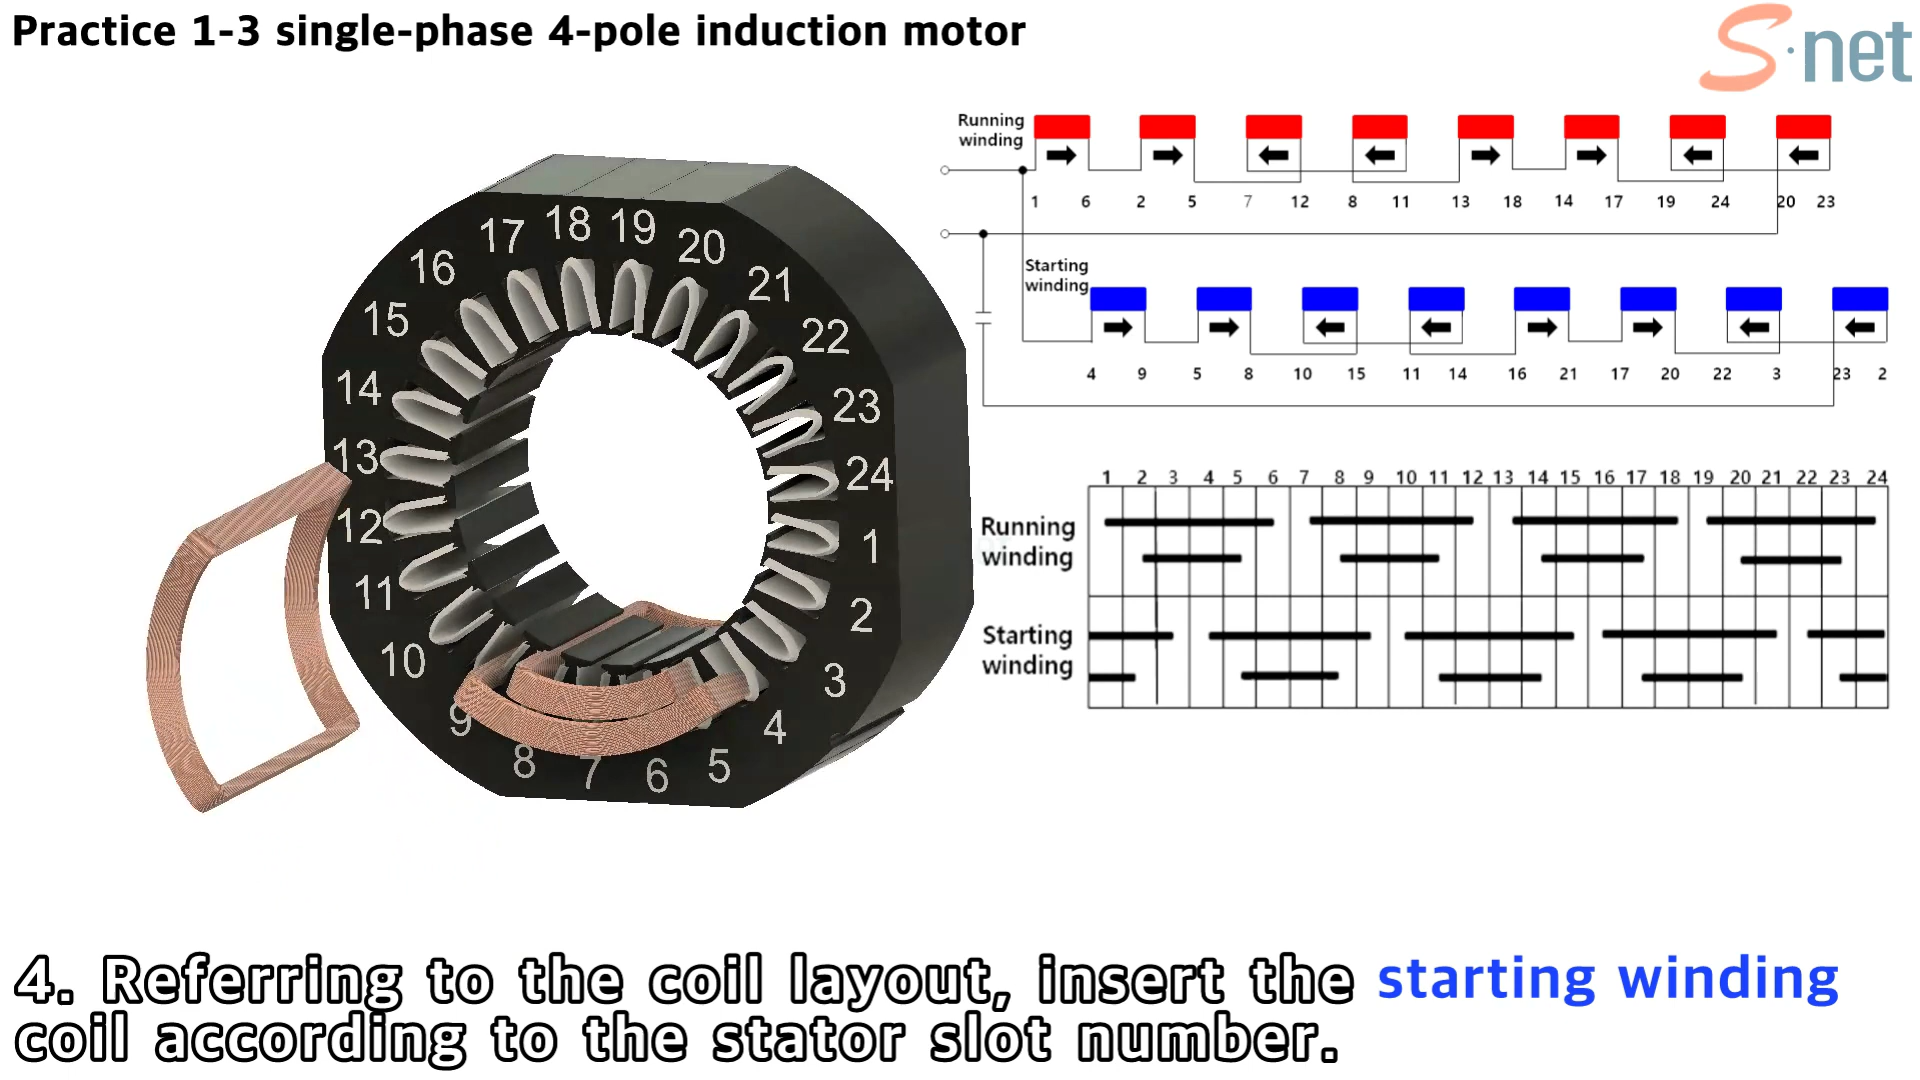 Practice 1-3 single-phase 4-pole induction motor
S·net
Running
winding
1 6 2 5 7 12 8 11 13 18 14 17 19 24 20 23
Starting
winding
4 9 5 8 10 15 11 14 16 21 17 20 22 3 23 2
18
19
17
20
16
21
15
22
14
23
13
24
12
1
11
2
10
3
9
4
8
7
6
5
1 2 3 4 5 6 7 8 9 10 11 12 13 14 15 16 17 18 19 20 21 22 23 24
Running
winding
Starting
winding
4. Referring to the coil layout, insert the starting winding
coil according to the stator slot number.